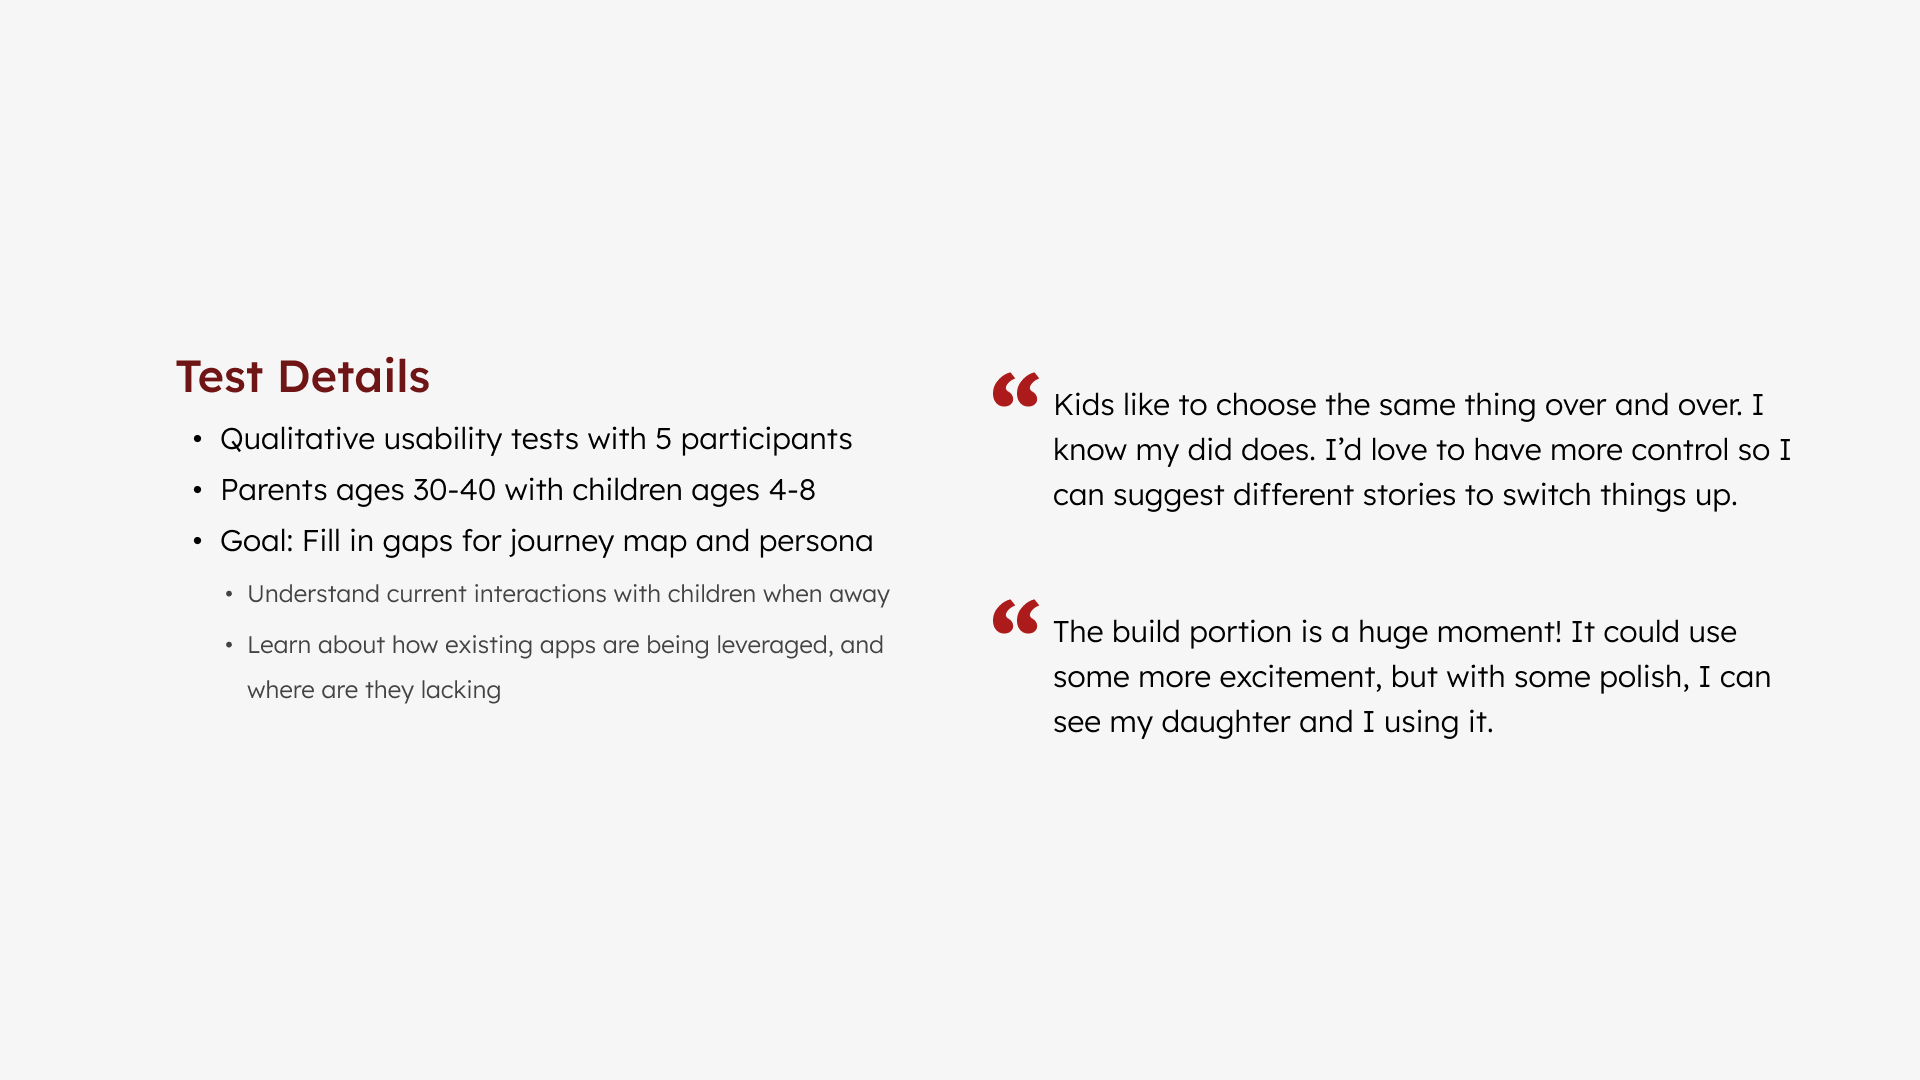 Test Details
• Qualitative usability tests with 5 participants
• Parents ages 30-40 with children ages 4-8
• Goal: Fill in gaps for journey map and persona
• Understand current interactions with children when away
• Learn about how existing apps are being leveraged, and
where are they lacking
“ Kids like to choose the same thing over and over. I
know my did does. I’d love to have more control so I
can suggest different stories to switch things up.
“ The build portion is a huge moment! It could use
some more excitement, but with some polish, I can
see my daughter and I using it.